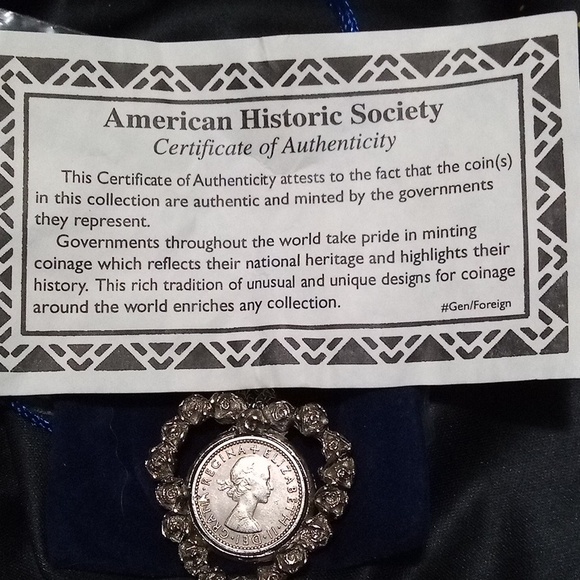 American Historic Society
Certificate of Authenticity
This Certificate of Authenticity attests to the fact that the coin(s)
in this collection are authentic and minted by the governments
they represent.
Governments throughout the world take pride in minting
coinage which reflects their national heritage and highlights their
history. This rich tradition of unusual and unique designs for coinage
around the world enriches any collection.
#Gen/Foreign
ELIZABETH·II·DEI·GRATIA·REGINA+